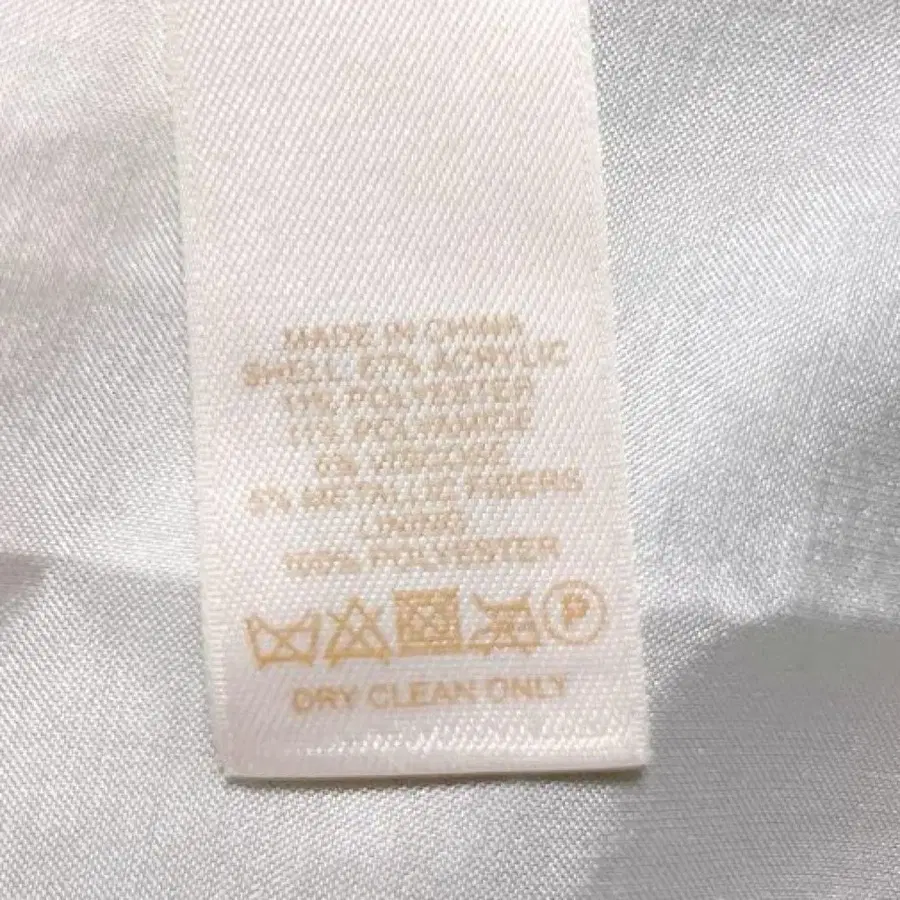 MADE IN CHINA
SHELL 67% ACRYLIC
11% POLYESTER
11% POLYAMIDE
6% VISCOSE
5% METALLIC FIBERS
LINING
100% POLYESTER
P
DRY CLEAN ONLY